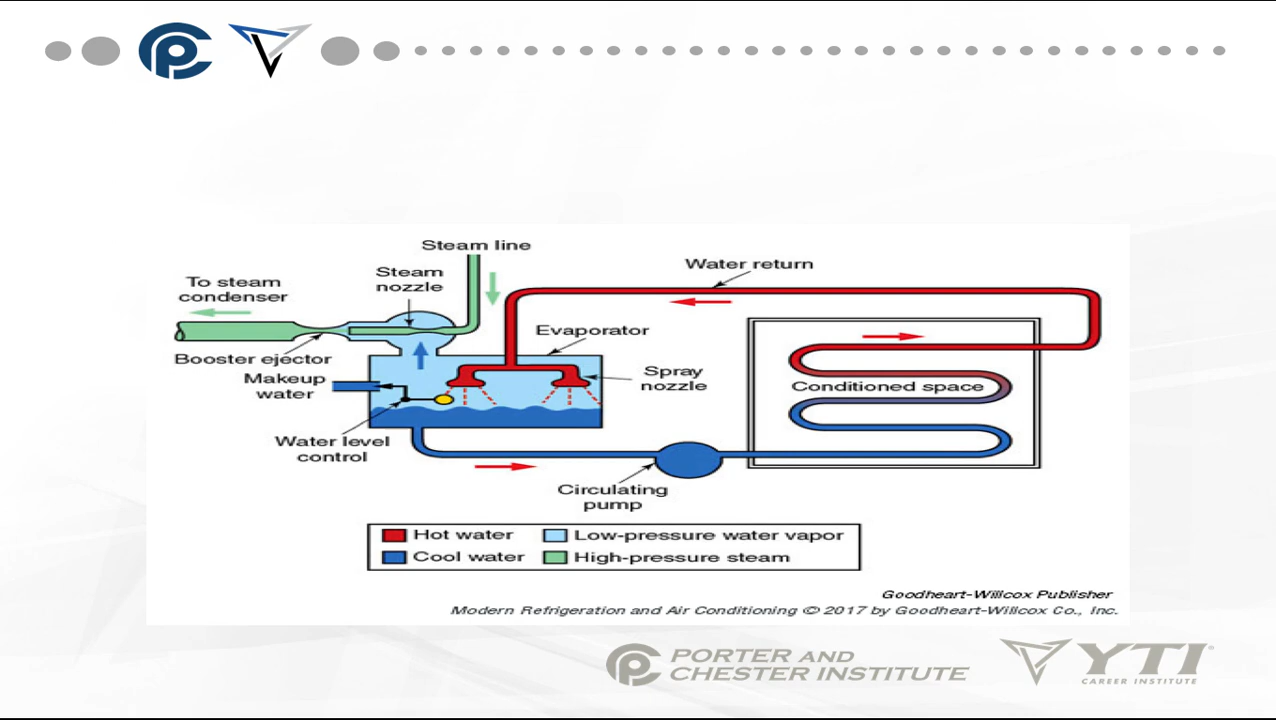 Steam line
To steam
condenser
Steam
nozzle
Water return
Evaporator
Booster ejector
Makeup
water
Spray
nozzle
Conditioned space
Water level
control
Circulating
pump
Hot water
Low-pressure water vapor
Cool water
High-pressure steam
Goodheart-Willcox Publisher
Modern Refrigeration and Air Conditioning © 2017 by Goodheart-Willcox Co., Inc.
PORTER AND
CHESTER INSTITUTE
YTI
CAREER INSTITUTE